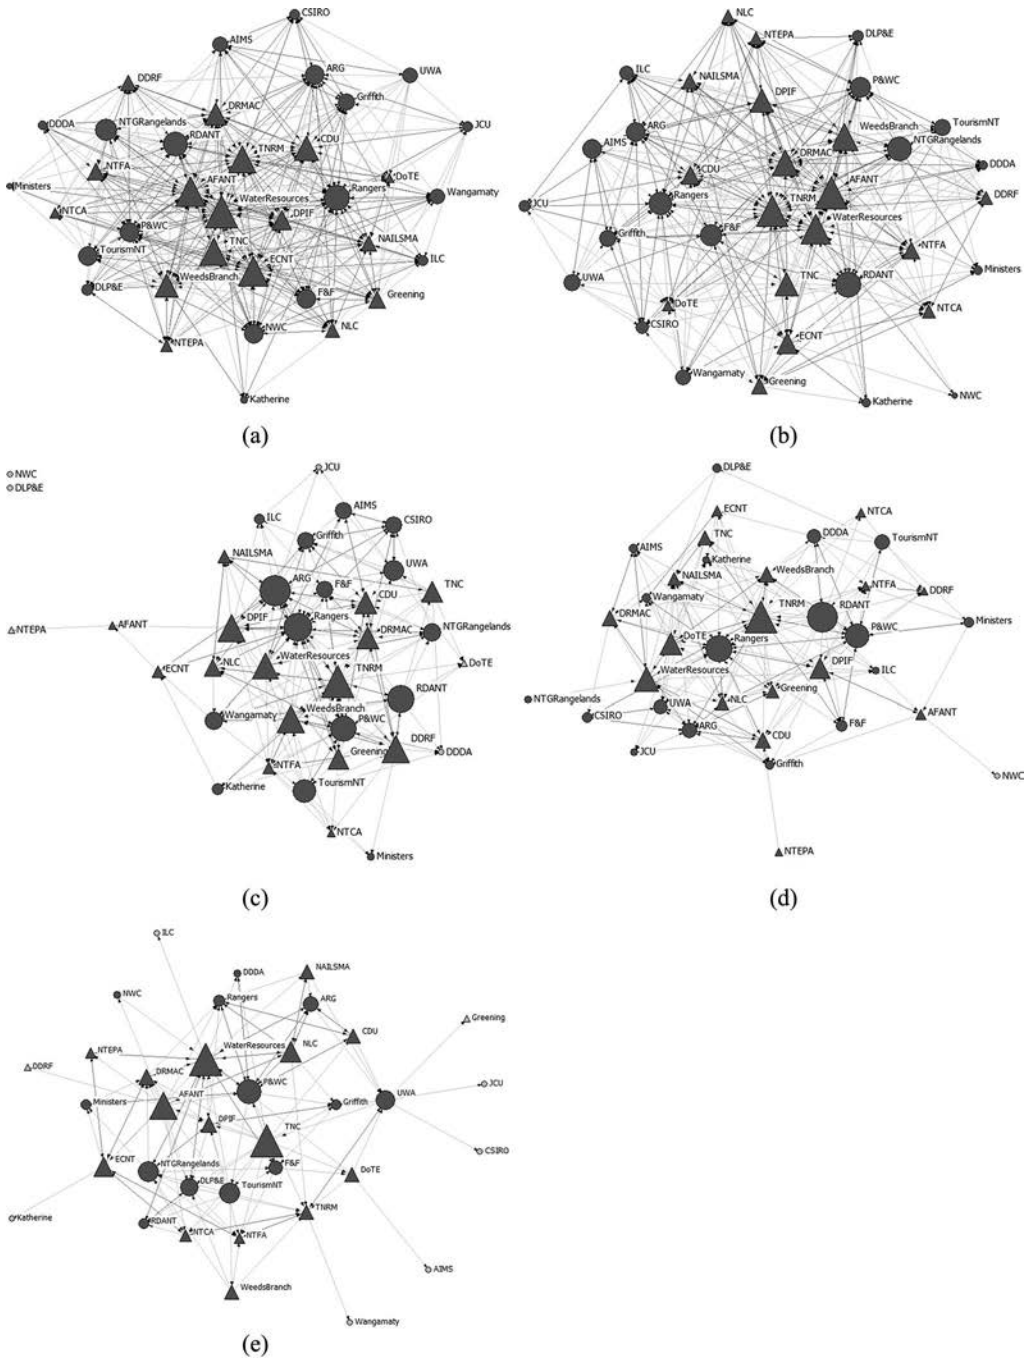 CSIRO
AIMS
ARG
UWA
DDRF
Griffith
DRMAC
DDDA
NTGRangelands
RDANT
CDU
JCU
TNRM
NTFA
DoTE
Ministers
AFANT
Rangers
Wangamaty
NTCA
WaterResources
DPIF
P&WC
NAILSMA
TNC
TourismNT
ECNT
ILC
WeedsBranch
DLP&E
F&F
Greening
NWC
NLC
NTEPA
Katherine
(a)
NLC
NTEPA
DLP&E
ILC
NAILSMA
P&WC
DPIF
TourismNT
ARG
WeedsBranch
NTGRangelands
AIMS
DRMAC
DDDA
CDU
AFANT
DDRF
Rangers
TNRM
JCU
WaterResources
Griffith
F&F
NTFA
Ministers
UWA
TNC
RDANT
DoTE
NTCA
CSIRO
ECNT
Wangamaty
Greening
NWC
Katherine
(b)
NWC
DLP&E
JCU
AIMS
ILC
CSIRO
Griffith
NAILSMA
UWA
ARG
F&F
TNC
CDU
DPIF
Rangers
AFANT
NTEPA
DRMAC
NTGRangelands
WaterResources
NLC
ECNT
TNRM
DoTE
RDANT
WeedsBranch
Wangamaty
P&WC
DDRF
Greening
DDDA
NTFA
Katherine
TourismNT
NTCA
Ministers
(c)
DLP&E
ECNT
NTCA
DDDA
TNC
TourismNT
AIMS
Katherine
WeedsBranch
NAILSMA
NTFA
DDRF
Wangamaty
TNRM
RDANT
DRMAC
P&WC
Ministers
DoTE
Rangers
WaterResources
DPIF
ILC
Greening
NTGRangelands
NLC
UWA
CSIRO
AFANT
ARG
F&F
CDU
JCU
Griffith
NWC
NTEPA
(d)
ILC
DDDA
NAILSMA
NWC
Rangers
ARG
Greening
CDU
WaterResources
NLC
NTEPA
DDRF
DRMAC
P&WC
JCU
AFANT
UWA
Ministers
Griffith
DPIF
TNC
CSIRO
ECNT
NTGRangelands
F&F
DoTE
DLP&E
TourismNT
TNRM
Katherine
RDANT
NTCA
NTFA
AIMS
WeedsBranch
Wangamaty
(e)